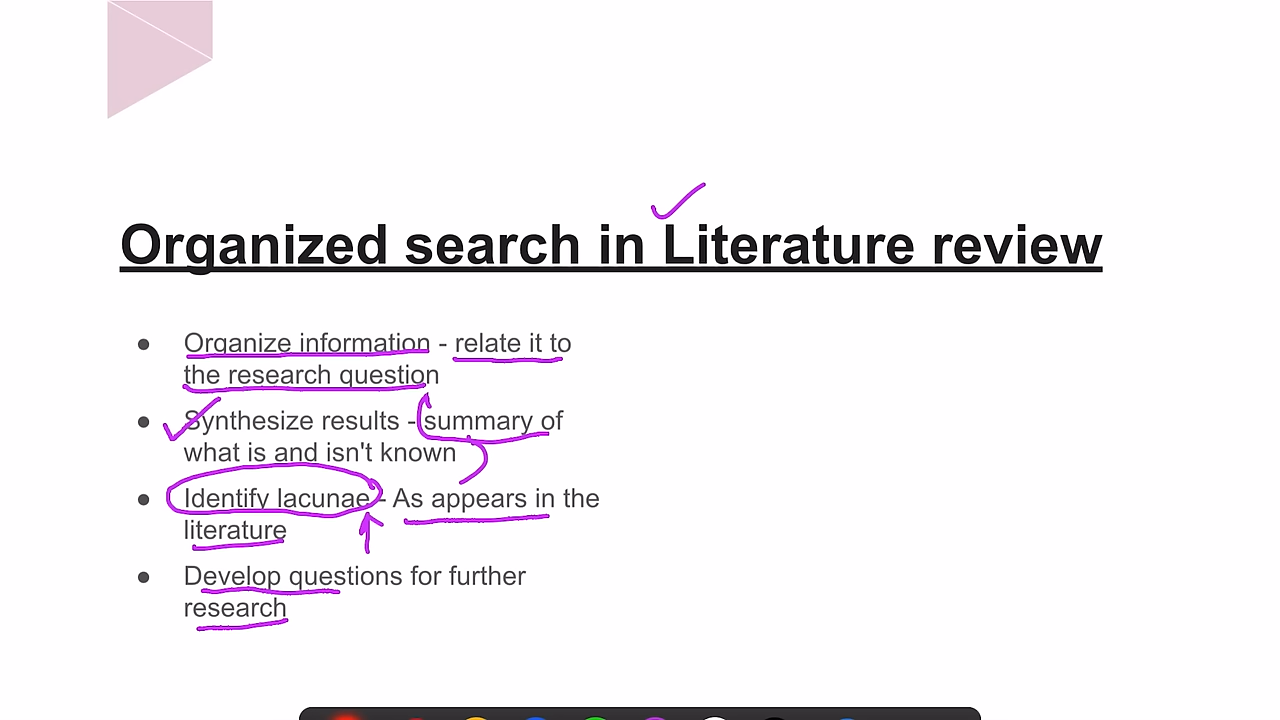 Organized search in Literature review
● Organize information - relate it to
the research question
● Synthesize results - summary of
what is and isn't known
● Identify lacunae - As appears in the
literature
● Develop questions for further
research